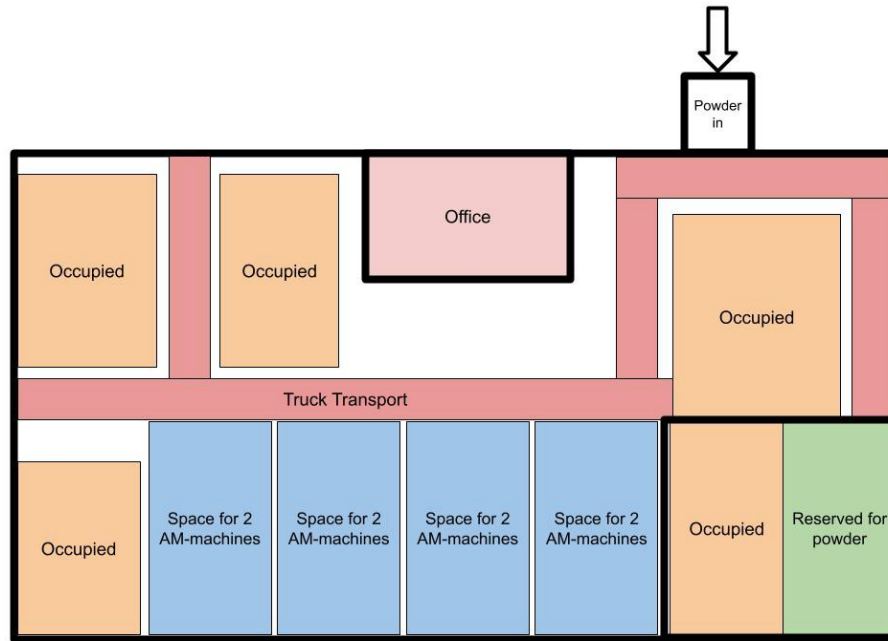 Powder
in
Office
Occupied
Occupied
Occupied
Truck Transport
Space for 2
AM-machines
Space for 2
AM-machines
Space for 2
AM-machines
Space for 2
AM-machines
Occupied
Occupied
Reserved for
powder